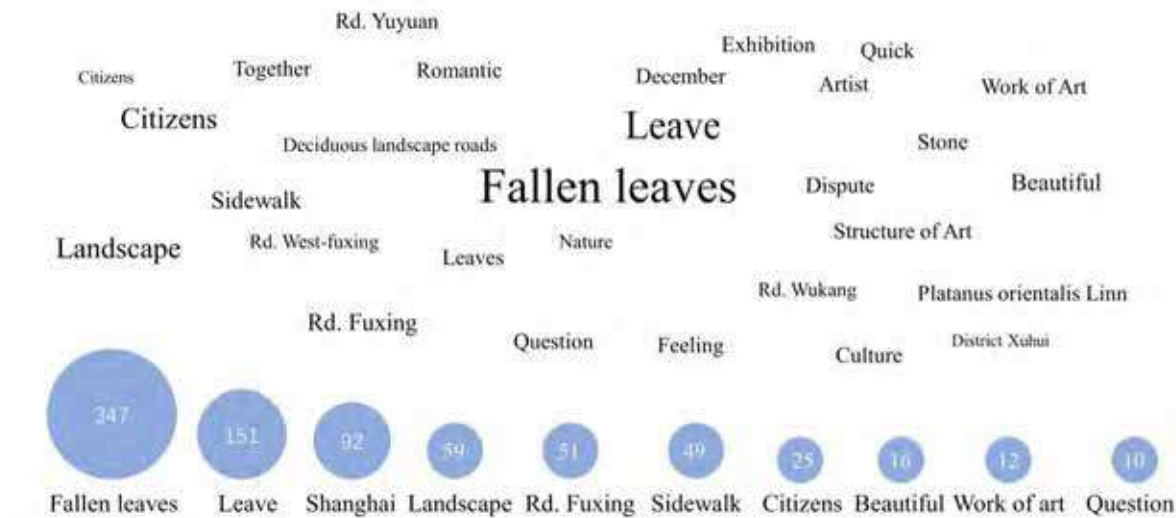 Rd. Yuyuan
Exhibition Quick
Citizens Together Romantic December Artist Work of Art
Citizens Leave
Deciduous landscape roads Stone
Fallen leaves Dispute Beautiful
Sidewalk
Landscape Rd. West-fuxing Leaves Nature Structure of Art
Rd. Wukang Platanus orientalis Linn
Rd. Fuxing Question Feeling Culture District Xuhui
347 151 92 59 51 49 25 16 12 10
Fallen leaves Leave Shanghai Landscape Rd. Fuxing Sidewalk Citizens Beautiful Work of art Question